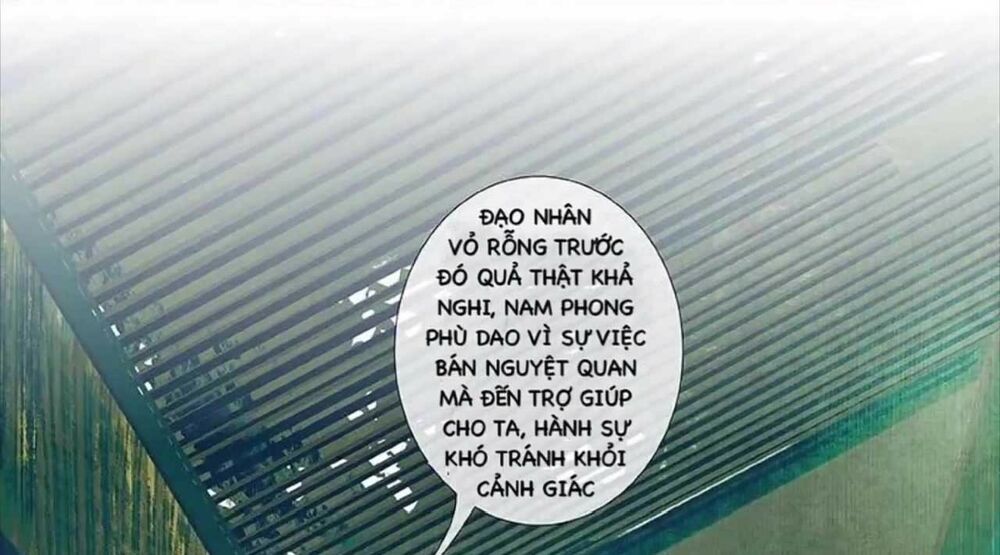 ĐẠO NHÂN
VỎ RỖNG TRƯỚC
ĐÓ QUẢ THẬT KHẢ
NGHI, NAM PHONG
PHÙ DAO VÌ SỰ VIỆC
BÁN NGUYỆT QUAN
MÀ ĐẾN TRỢ GIÚP
CHO TA, HÀNH SỰ
KHÓ TRÁNH KHỎI
CẢNH GIÁC